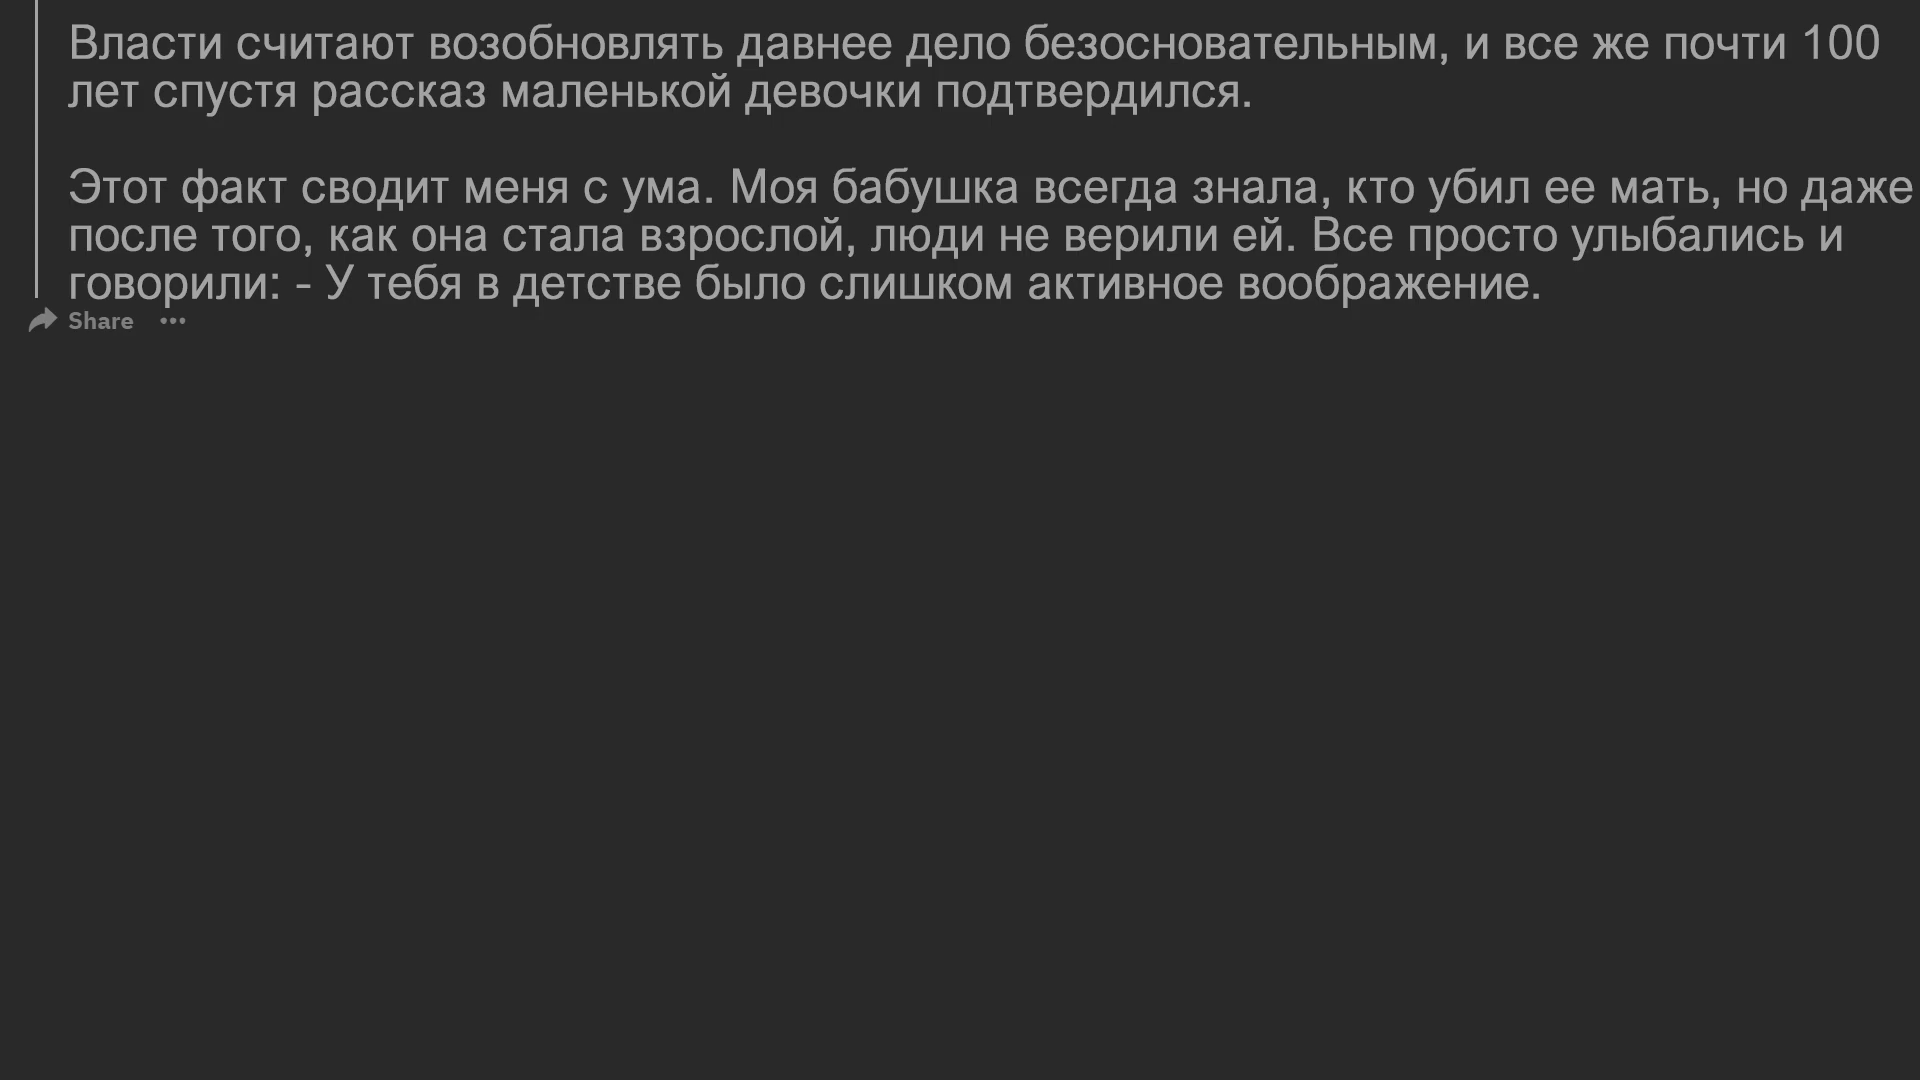 Власти считают возобновлять давнее дело безосновательным, и все же почти 100
лет спустя рассказ маленькой девочки подтвердился.
Этот факт сводит меня с ума. Моя бабушка всегда знала, кто убил ее мать, но даже
после того, как она стала взрослой, люди не верили ей. Все просто улыбались и
говорили: - У тебя в детстве было слишком активное воображение.
Share